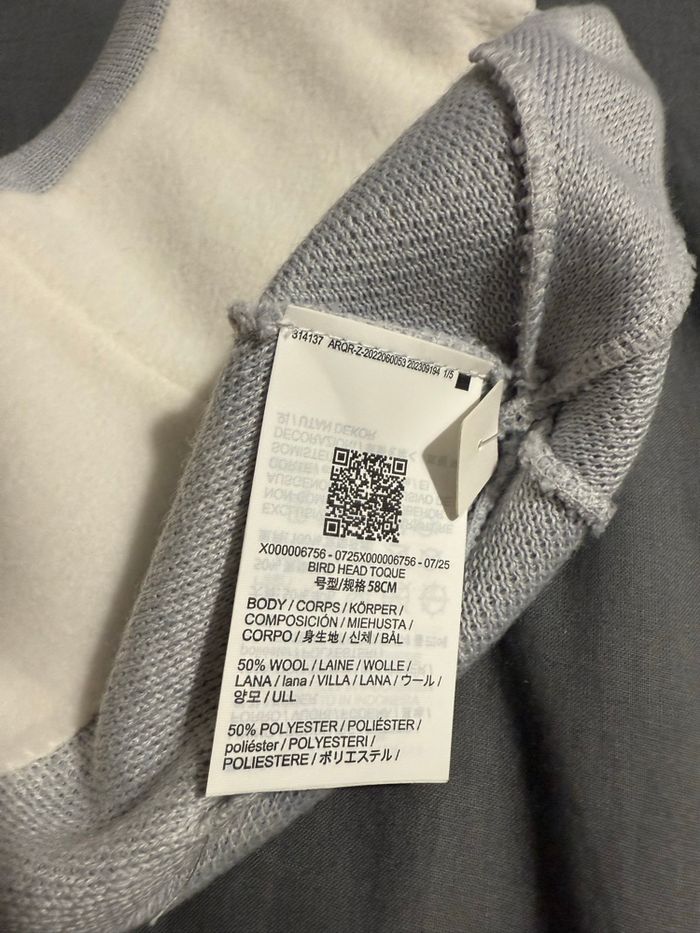 314137 ARQR-Z-2022060053 202309194 1/5
X000006756 - 0725X000006756 - 07/25
BIRD HEAD TOQUE
号型/规格 58CM
BODY / CORPS / KÖRPER /
COMPOSICIÓN / MIEHUSTA /
CORPO / 身生地 / 신체 / BÅL
50% WOOL / LAINE / WOLLE /
LANA / lana / VILLA / LANA / ウール /
양모 / ULL
50% POLYESTER / POLIÉSTER /
poliéster / POLYESTERI /
POLIESTERE / ポリエステル /